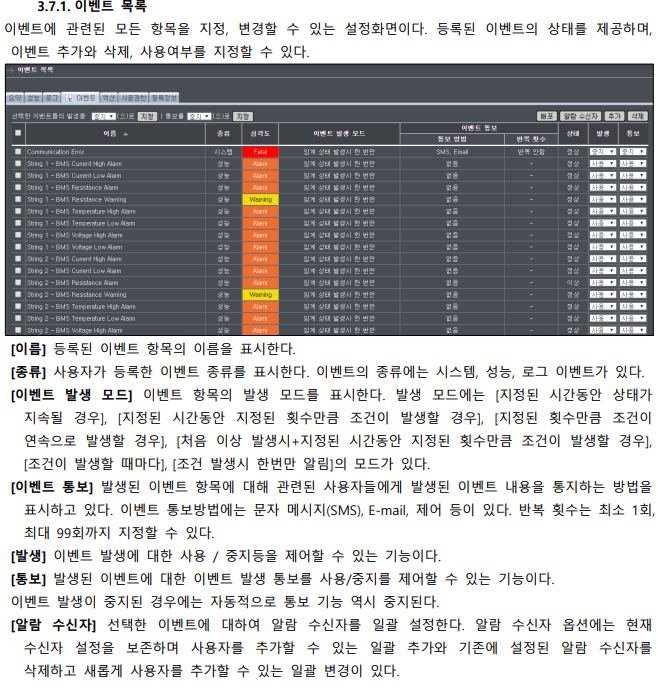 3.7.1. 이벤트 목록
이벤트에 관련된 모든 항목을 지정, 변경할 수 있는 설정화면이다. 등록된 이벤트의 상태를 제공하며,
이벤트 추가와 삭제, 사용여부를 지정할 수 있다.
이벤트 목록
요약 성능 로그 이벤트 액션 사용권한 등록정보
선택한 이벤트들의 발생을 중지 (으)로 지정 | 통보를 중지 (으)로 지정 배포 알람 수신자 추가 삭제
이름 종류 심각도 이벤트 발생 모드 이벤트 통보 상태 발생 통보
통보 방법 반복 횟수
Communication Error 시스템 Fatal 임계 상태 발생시 한 번만 SMS, Email 반복 안함 정상 중지 중지
String 1 - BMS Current High Alarm 성능 Alarm 임계 상태 발생시 한 번만 없음 - 정상 사용 사용
String 1 - BMS Current Low Alarm 성능 Alarm 임계 상태 발생시 한 번만 없음 - 정상 사용 사용
String 1 - BMS Resistance Alarm 성능 Alarm 임계 상태 발생시 한 번만 없음 - 정상 사용 사용
String 1 - BMS Resistance Warning 성능 Warning 임계 상태 발생시 한 번만 없음 - 정상 사용 사용
String 1 - BMS Temperature High Alarm 성능 Alarm 임계 상태 발생시 한 번만 없음 - 정상 사용 사용
String 1 - BMS Temperature Low Alarm 성능 Alarm 임계 상태 발생시 한 번만 없음 - 정상 사용 사용
String 1 - BMS Voltage High Alarm 성능 Alarm 임계 상태 발생시 한 번만 없음 - 정상 사용 사용
String 1 - BMS Voltage Low Alarm 성능 Alarm 임계 상태 발생시 한 번만 없음 - 정상 사용 사용
String 2 - BMS Current High Alarm 성능 Alarm 임계 상태 발생시 한 번만 없음 - 정상 사용 사용
String 2 - BMS Current Low Alarm 성능 Alarm 임계 상태 발생시 한 번만 없음 - 정상 사용 사용
String 2 - BMS Resistance Alarm 성능 Alarm 임계 상태 발생시 한 번만 없음 - 이상 사용 사용
String 2 - BMS Resistance Warning 성능 Warning 임계 상태 발생시 한 번만 없음 - 정상 사용 사용
String 2 - BMS Temperature High Alarm 성능 Alarm 임계 상태 발생시 한 번만 없음 - 정상 사용 사용
String 2 - BMS Temperature Low Alarm 성능 Alarm 임계 상태 발생시 한 번만 없음 - 정상 사용 사용
String 2 - BMS Voltage High Alarm 성능 Alarm 임계 상태 발생시 한 번만 없음 - 정상 사용 사용
[이름] 등록된 이벤트 항목의 이름을 표시한다.
[종류] 사용자가 등록한 이벤트 종류를 표시한다. 이벤트의 종류에는 시스템, 성능, 로그 이벤트가 있다.
[이벤트 발생 모드] 이벤트 항목의 발생 모드를 표시한다. 발생 모드에는 [지정된 시간동안 상태가
지속될 경우], [지정된 시간동안 지정된 횟수만큼 조건이 발생할 경우], [지정된 횟수만큼 조건이
연속으로 발생할 경우], [처음 이상 발생시+지정된 시간동안 지정된 횟수만큼 조건이 발생할 경우],
[조건이 발생할 때마다], [조건 발생시 한번만 알림]의 모드가 있다.
[이벤트 통보] 발생된 이벤트 항목에 대해 관련된 사용자들에게 발생된 이벤트 내용을 통지하는 방법을
표시하고 있다. 이벤트 통보방법에는 문자 메시지(SMS), E-mail, 제어 등이 있다. 반복 횟수는 최소 1회,
최대 99회까지 지정할 수 있다.
[발생] 이벤트 발생에 대한 사용 / 중지등을 제어할 수 있는 기능이다.
[통보] 발생된 이벤트에 대한 이벤트 발생 통보를 사용/중지를 제어할 수 있는 기능이다.
이벤트 발생이 중지된 경우에는 자동적으로 통보 기능 역시 중지된다.
[알람 수신자] 선택한 이벤트에 대하여 알람 수신자를 일괄 설정한다. 알람 수신자 옵션에는 현재
수신자 설정을 보존하며 사용자를 추가할 수 있는 일괄 추가와 기존에 설정된 알람 수신자를
삭제하고 새롭게 사용자를 추가할 수 있는 일괄 변경이 있다.